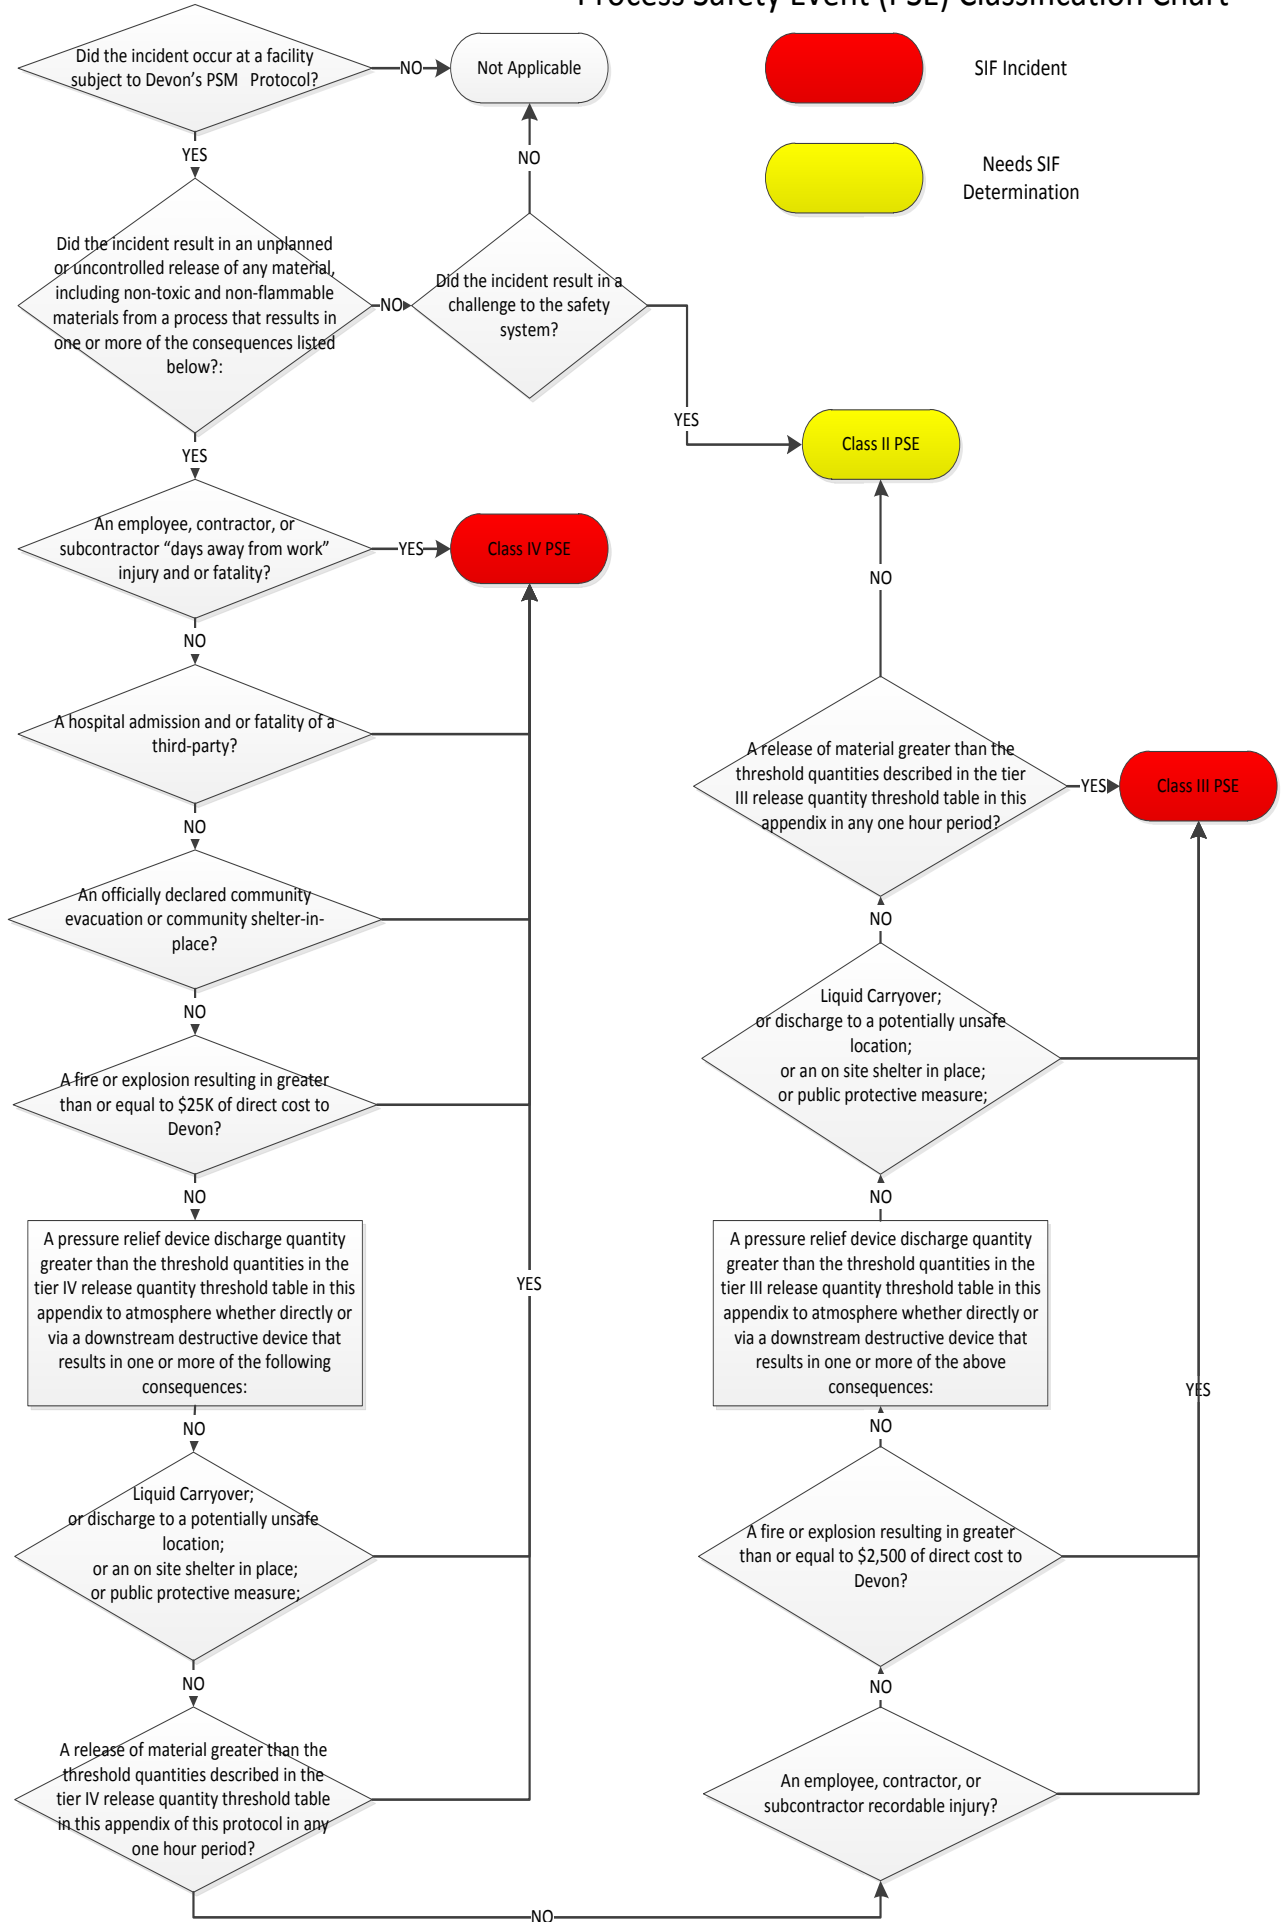 Process Safety Event (PSE) Classification Chart
Did the incident occur at a facility
subject to Devon's PSM   Protocol?
NO
Not Applicable
SIF Incident
YES
NO
Needs SIF
Determination
Did the incident result in an unplanned
or uncontrolled release of any material,
including non-toxic and non-flammable
materials from a process that ressults in
one or more of the consequences listed
below?:
NO
Did the incident result in a
challenge to the safety
system?
YES
Class II PSE
YES
An employee, contractor, or
subcontractor “days away from work”
injury and or fatality?
YES
Class IV PSE
NO
NO
A hospital admission and or fatality of a
third-party?
A release of material greater than the
threshold quantities described in the tier
III release quantity threshold table in this
appendix in any one hour period?
YES
Class III PSE
NO
An officially declared community
evacuation or community shelter-in-
place?
NO
NO
Liquid Carryover;
or discharge to a potentially unsafe
location;
or an on site shelter in place;
or public protective measure;
A fire or explosion resulting in greater
than or equal to $25K of direct cost to
Devon?
NO
NO
A pressure relief device discharge quantity
greater than the threshold quantities in the
tier IV release quantity threshold table in this
appendix to atmosphere whether directly or
via a downstream destructive device that
results in one or more of the following
consequences:
YES
A pressure relief device discharge quantity
greater than the threshold quantities in the
tier III release quantity threshold table in this
appendix to atmosphere whether directly or
via a downstream destructive device that
results in one or more of the above
consequences:
YES
NO
NO
Liquid Carryover;
or discharge to a potentially unsafe
location;
or an on site shelter in place;
or public protective measure;
A fire or explosion resulting in greater
than or equal to $2,500 of direct cost to
Devon?
NO
NO
A release of material greater than the
threshold quantities described in the
tier IV release quantity threshold table
in this appendix of this protocol in any
one hour period?
An employee, contractor, or
subcontractor recordable injury?
NO